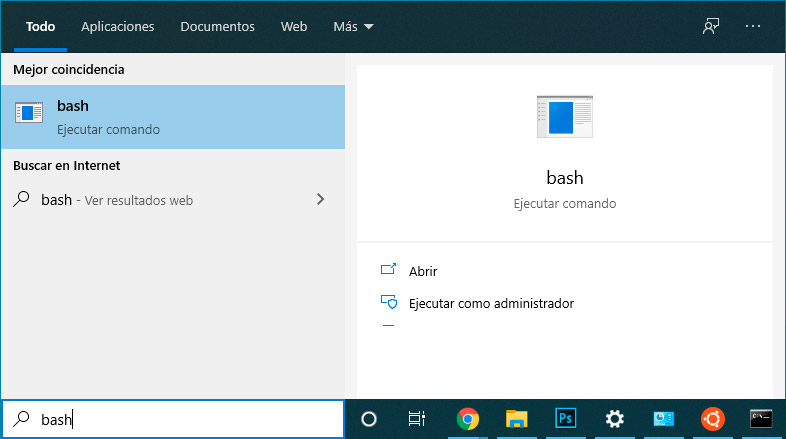 Todo Aplicaciones Documentos Web Más
Mejor coincidencia
bash
Ejecutar comando
Buscar en Internet
bash - Ver resultados web
bash
Ejecutar comando
Abrir
Ejecutar como administrador
bash
Ps